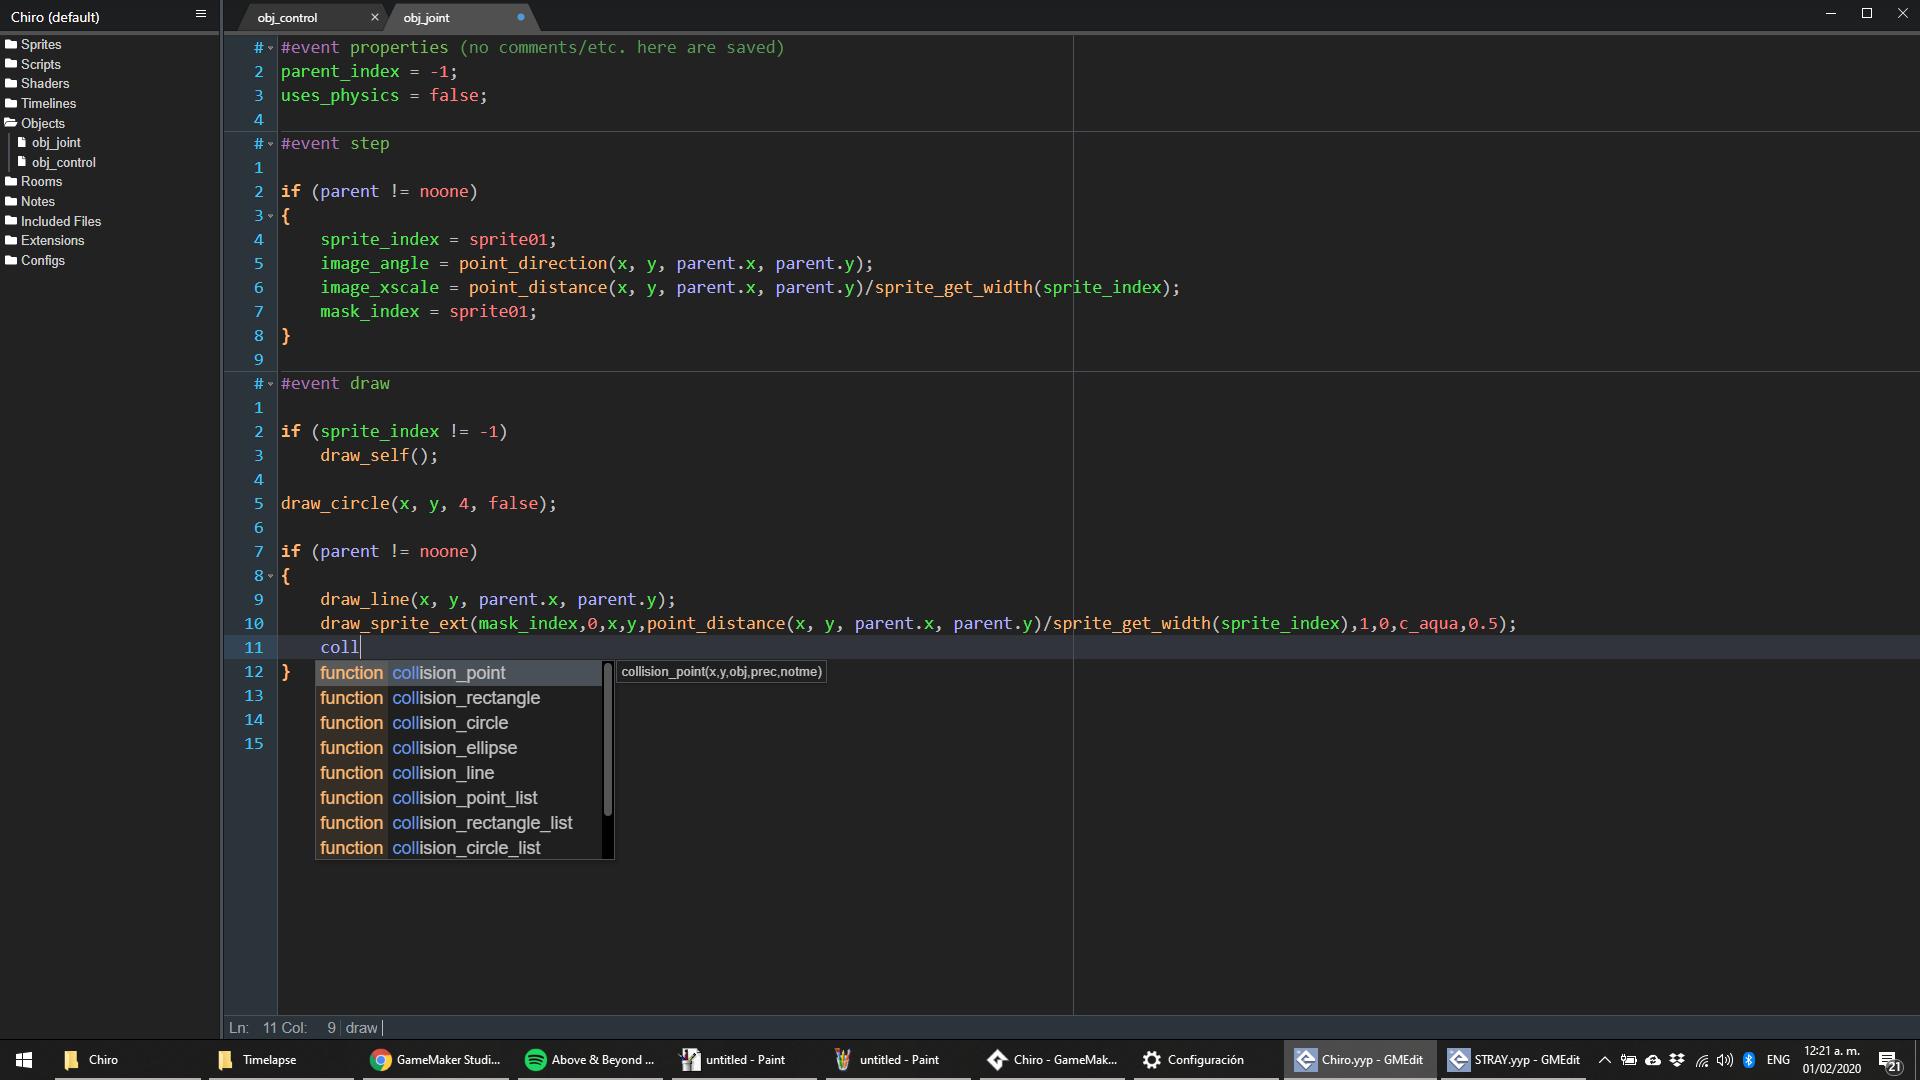 Chiro (default)
obj_control
obj_joint
Sprites
Scripts
Shaders
Timelines
Objects
obj_joint
obj_control
Rooms
Notes
Included Files
Extensions
Configs
# #event properties (no comments/etc. here are saved)
2 parent_index = -1;
3 uses_physics = false;
4
# #event step
1
2 if (parent != noone)
3 {
4 sprite_index = sprite01;
5 image_angle = point_direction(x, y, parent.x, parent.y);
6 image_xscale = point_distance(x, y, parent.x, parent.y)/sprite_get_width(sprite_index);
7 mask_index = sprite01;
8 }
9
# #event draw
1
2 if (sprite_index != -1)
3 draw_self();
4
5 draw_circle(x, y, 4, false);
6
7 if (parent != noone)
8 {
9 draw_line(x, y, parent.x, parent.y);
10 draw_sprite_ext(mask_index,0,x,y,point_distance(x, y, parent.x, parent.y)/sprite_get_width(sprite_index),1,0,c_aqua,0.5);
11 coll
12 }
13
14
15
function collision_point
collision_point(x,y,obj,prec,notme)
function collision_rectangle
function collision_circle
function collision_ellipse
function collision_line
function collision_point_list
function collision_rectangle_list
function collision_circle_list
Ln: 11 Col: 9 draw
Chiro
Timelapse
GameMaker Studi...
Above & Beyond ...
untitled - Paint
untitled - Paint
Chiro - GameMak...
Configuración
Chiro.yyp - GMEdit
STRAY.yyp - GMEdit
ENG
12:21 a. m.
01/02/2020
21